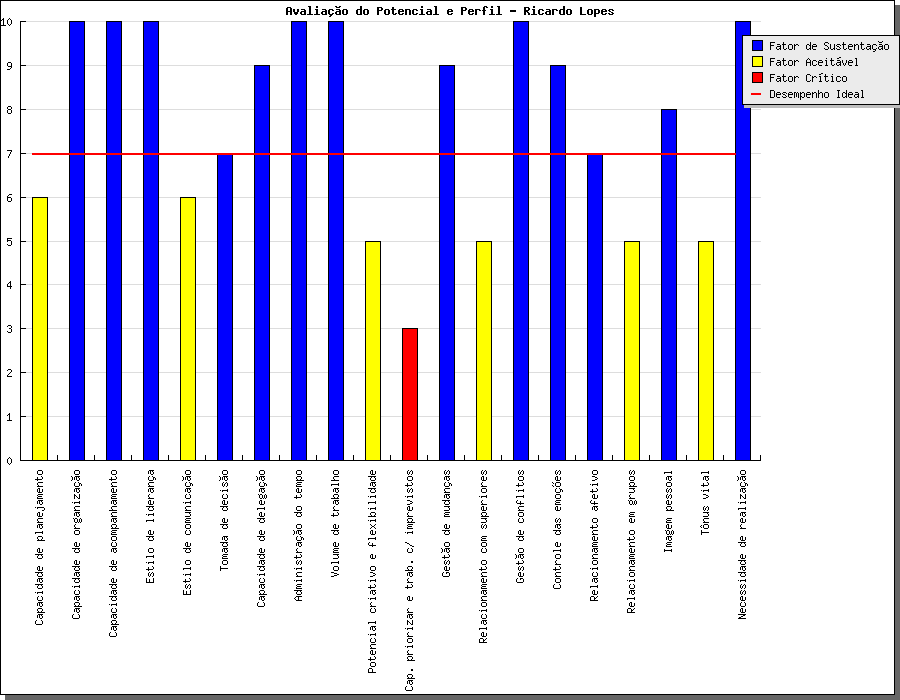 Avaliação do Potencial e Perfil - Ricardo Lopes
10
9
8
7
6
5
4
3
2
1
0
Fator de Sustentação
Fator Aceitável
Fator Crítico
Desempenho Ideal
Capacidade de planejamento
Capacidade de organização
Capacidade de acompanhamento
Estilo de liderança
Estilo de comunicação
Tomada de decisão
Capacidade de delegação
Administração do tempo
Volume de trabalho
Potencial criativo e flexibilidade
Cap. priorizar e trab. c/ imprevistos
Gestão de mudanças
Relacionamento com superiores
Gestão de conflitos
Controle das emoções
Relacionamento afetivo
Relacionamento em grupos
Imagem pessoal
Tônus vital
Necessidade de realização